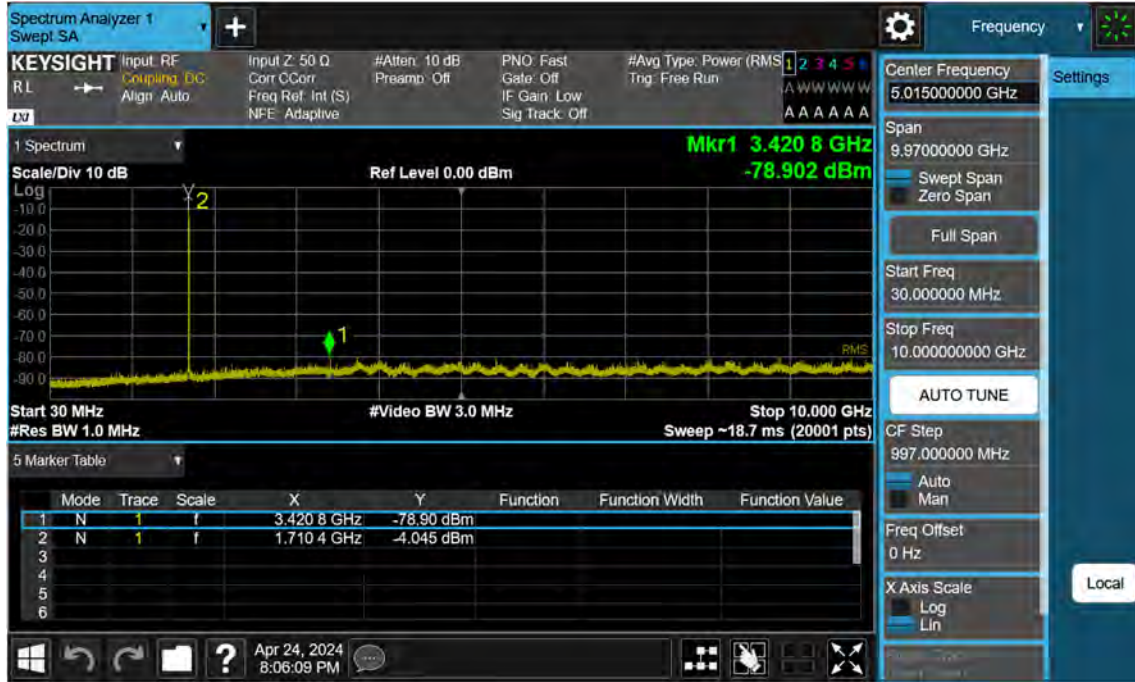 Spectrum Analyzer 1
Swept SA
+
Frequency
KEYSIGHT
RL
LXI
Input: RF
Coupling: DC
Align: Auto
Input Z: 50 Ω
Corr CCorr
Freq Ref: Int (S)
NFE: Adaptive
#Atten: 10 dB
Preamp: Off
PNO: Fast
Gate: Off
IF Gain: Low
Sig Track: Off
#Avg Type: Power (RMS
Trig: Free Run
1 2 3 4 5 6
A W W W W W
A A A A A A
1 Spectrum
Scale/Div 10 dB
Ref Level 0.00 dBm
Mkr1 3.420 8 GHz
-78.902 dBm
Log
-10.0
-20.0
-30.0
-40.0
-50.0
-60.0
-70.0
-80.0
-90.0
2
1
RMS
Start 30 MHz
#Video BW 3.0 MHz
Stop 10.000 GHz
#Res BW 1.0 MHz
Sweep ~18.7 ms (20001 pts)
5 Marker Table
Mode Trace Scale X Y Function Function Width Function Value
1 N 1 f 3.420 8 GHz -78.90 dBm
2 N 1 f 1.710 4 GHz -4.045 dBm
3
4
5
6
?
Apr 24, 2024
8:06:09 PM
Center Frequency
5.015000000 GHz
Settings
Span
9.97000000 GHz
Swept Span
Zero Span
Full Span
Start Freq
30.000000 MHz
Stop Freq
10.000000000 GHz
AUTO TUNE
CF Step
997.000000 MHz
Auto
Man
Freq Offset
0 Hz
X Axis Scale
Log
Lin
Local